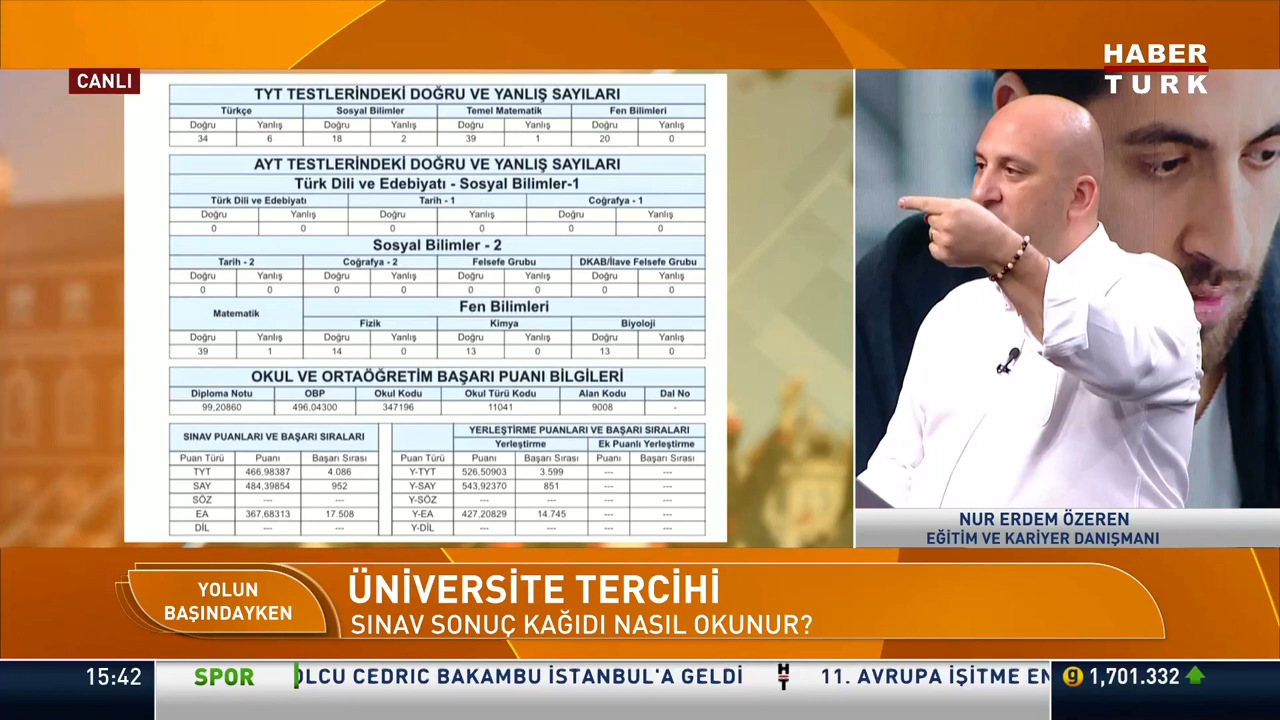 HABER
TURK
CANLI
TYT TESTLERİNDEKİ DOĞRU VE YANLIŞ SAYILARI
Türkçe Sosyal Bilimler Temel Matematik Fen Bilimleri
Doğru Yanlış Doğru Yanlış Doğru Yanlış Doğru Yanlış
34 6 18 2 39 1 20 0
AYT TESTLERİNDEKİ DOĞRU VE YANLIŞ SAYILARI
Türk Dili ve Edebiyatı - Sosyal Bilimler-1
Türk Dili ve Edebiyatı Tarih - 1 Coğrafya - 1
Doğru Yanlış Doğru Yanlış Doğru Yanlış
0 0 0 0 0 0
Sosyal Bilimler - 2
Tarih - 2 Coğrafya - 2 Felsefe Grubu DKAB/İlave Felsefe Grubu
Doğru Yanlış Doğru Yanlış Doğru Yanlış Doğru Yanlış
0 0 0 0 0 0 0 0
Matematik Fen Bilimleri
Fizik Kimya Biyoloji
Doğru Yanlış Doğru Yanlış Doğru Yanlış Doğru Yanlış
39 1 14 0 13 0 13 0
OKUL VE ORTAÖĞRETİM BAŞARI PUANI BİLGİLERİ
Diploma Notu OBP Okul Kodu Okul Türü Kodu Alan Kodu Dal No
99,20860 496,04300 347196 11041 9008 -
SINAV PUANLARI VE BAŞARI SIRALARI
Puan Türü Puanı Başarı Sırası
TYT 466,98387 4.086
SAY 484,39854 952
SÖZ --- ---
EA 367,68313 17.508
DİL --- ---
YERLEŞTİRME PUANLARI VE BAŞARI SIRALARI
Yerleştirme Ek Puanlı Yerleştirme
Puan Türü Puanı Başarı Sırası Puanı Başarı Sırası
Y-TYT 526,50903 3.599 --- ---
Y-SAY 543,92370 851 --- ---
Y-SÖZ --- --- --- ---
Y-EA 427,20829 14.745 --- ---
Y-DİL --- --- --- ---
NUR ERDEM ÖZEREN
EĞİTİM VE KARİYER DANIŞMANI
YOLUN
BAŞINDAYKEN
ÜNİVERSİTE TERCİHİ
SINAV SONUÇ KAĞIDI NASIL OKUNUR?
15:42 SPOR OLCU CEDRIC BAKAMBU İSTANBUL'A GELDİ HT 11. AVRUPA İŞİTME EN 9 1,701.332